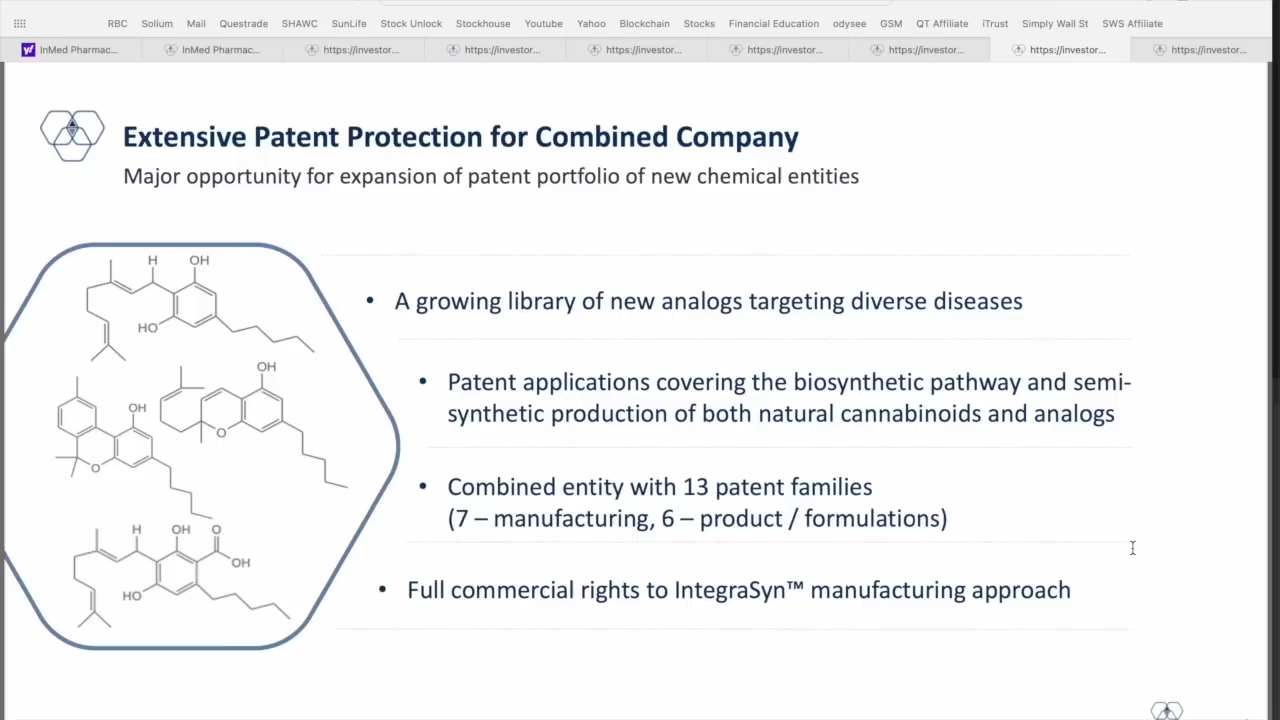 RBC Solium Mail Questrade SHAWC SunLife Stock Unlock Stockhouse Youtube Yahoo Blockchain Stocks Financial Education odysee GSM QT Affiliate iTrust Simply Wall St SWS Affiliate
InMed Pharmac... InMed Pharmac... https://investor... https://investor... https://investor... https://investor... https://investor... https://investor... https://investor...
Extensive Patent Protection for Combined Company
Major opportunity for expansion of patent portfolio of new chemical entities
H OH
HO
OH
O
OH
O
H OH O
OH
HO
• A growing library of new analogs targeting diverse diseases
• Patent applications covering the biosynthetic pathway and semi-
synthetic production of both natural cannabinoids and analogs
• Combined entity with 13 patent families
(7 – manufacturing, 6 – product / formulations)
• Full commercial rights to IntegraSyn™ manufacturing approach